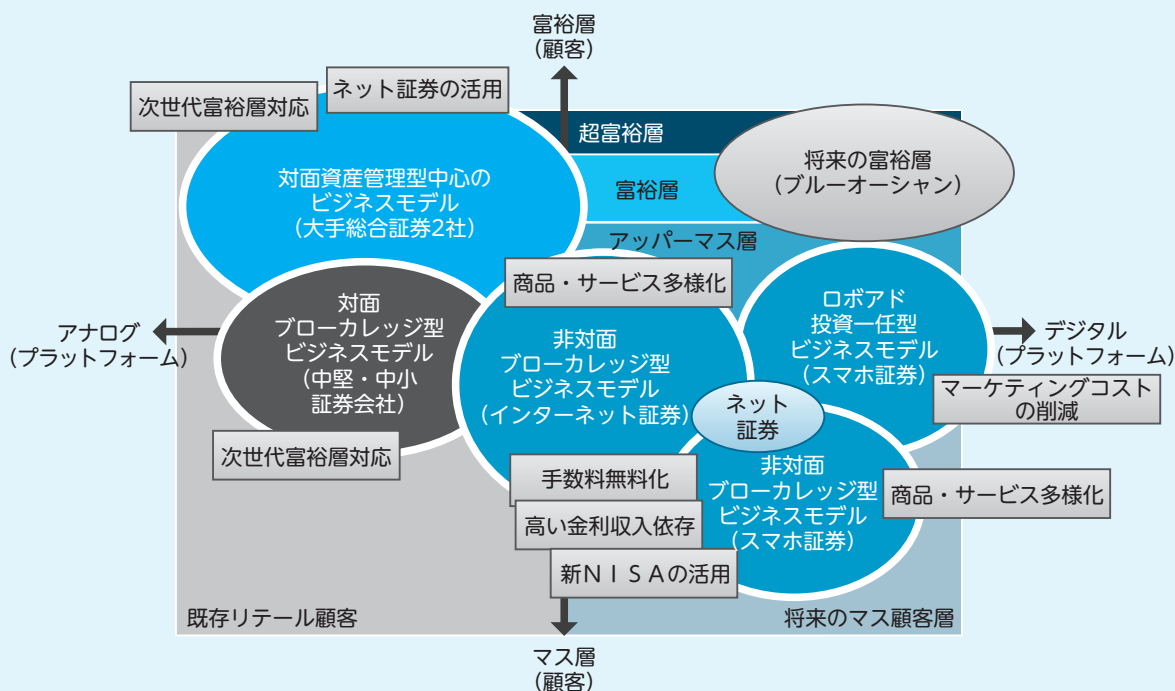 富裕層
（顧客）
ネット証券の活用
次世代富裕層対応
超富裕層
将来の富裕層
（ブルーオーシャン）
対面資産管理型中心の
ビジネスモデル
（大手総合証券2社）
富裕層
アッパーマス層
商品・サービス多様化
対面
ブローカレッジ型
ビジネスモデル
（中堅・中小
証券会社）
非対面
ブローカレッジ型
ビジネスモデル
（インターネット証券）
ロボアド
投資一任型
ビジネスモデル
（スマホ証券）
アナログ
（プラットフォーム）
デジタル
（プラットフォーム）
マーケティングコスト
の削減
ネット
証券
次世代富裕層対応
手数料無料化
高い金利収入依存
新ＮＩＳＡの活用
非対面
ブローカレッジ型
ビジネスモデル
（スマホ証券）
商品・サービス多様化
既存リテール顧客
将来のマス顧客層
マス層
（顧客）